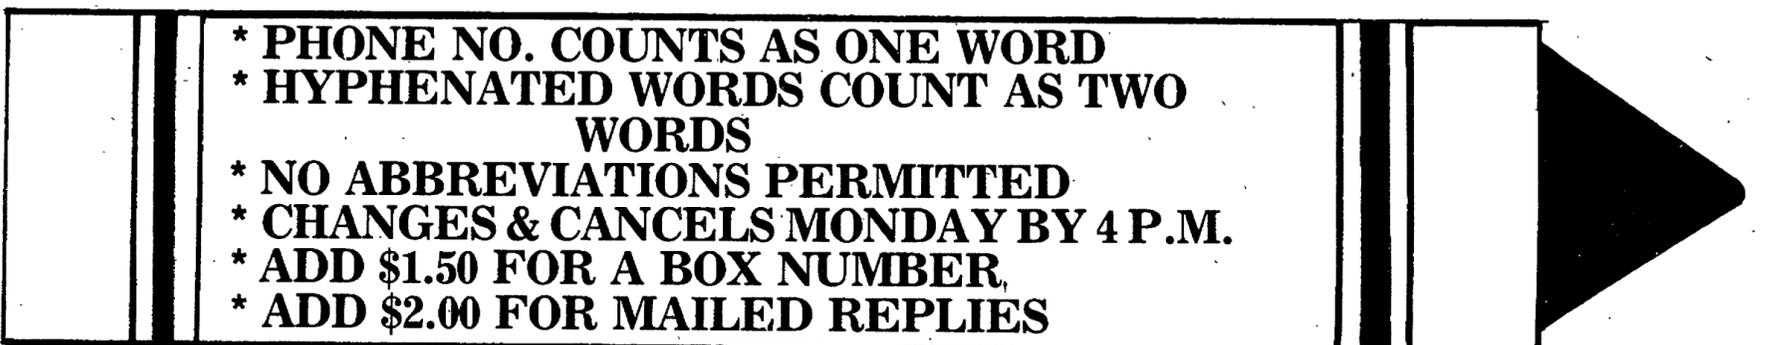 * PHONE NO. COUNTS AS ONE WORD
* HYPHENATED WORDS COUNT AS TWO
WORDS
* NO ABBREVIATIONS PERMITTED
* CHANGES & CANCELS MONDAY BY 4 P.M.
* ADD $1.50 FOR A BOX NUMBER
* ADD $2.00 FOR MAILED REPLIES